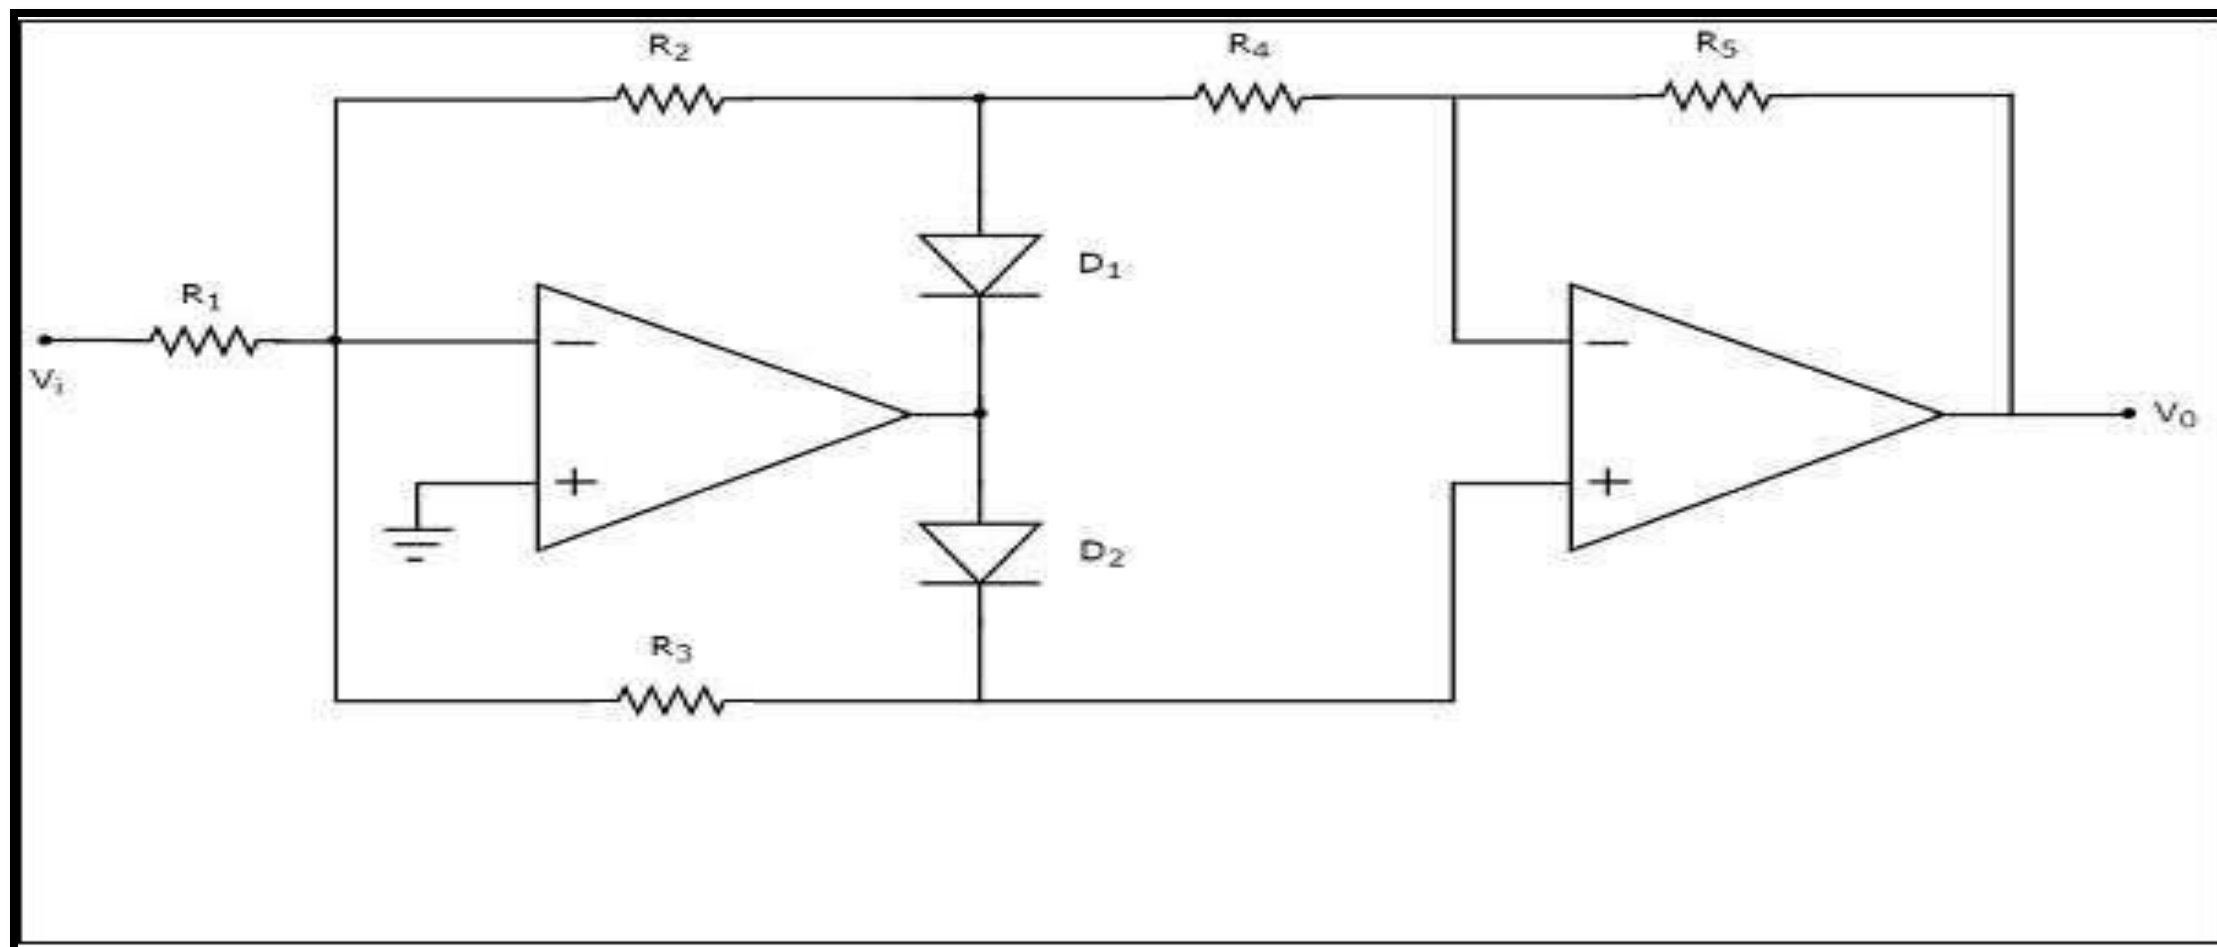 R₂
R₄
R₅
R₁
Vᵢ
−
+
D₁
D₂
−
+
V₀
R₃